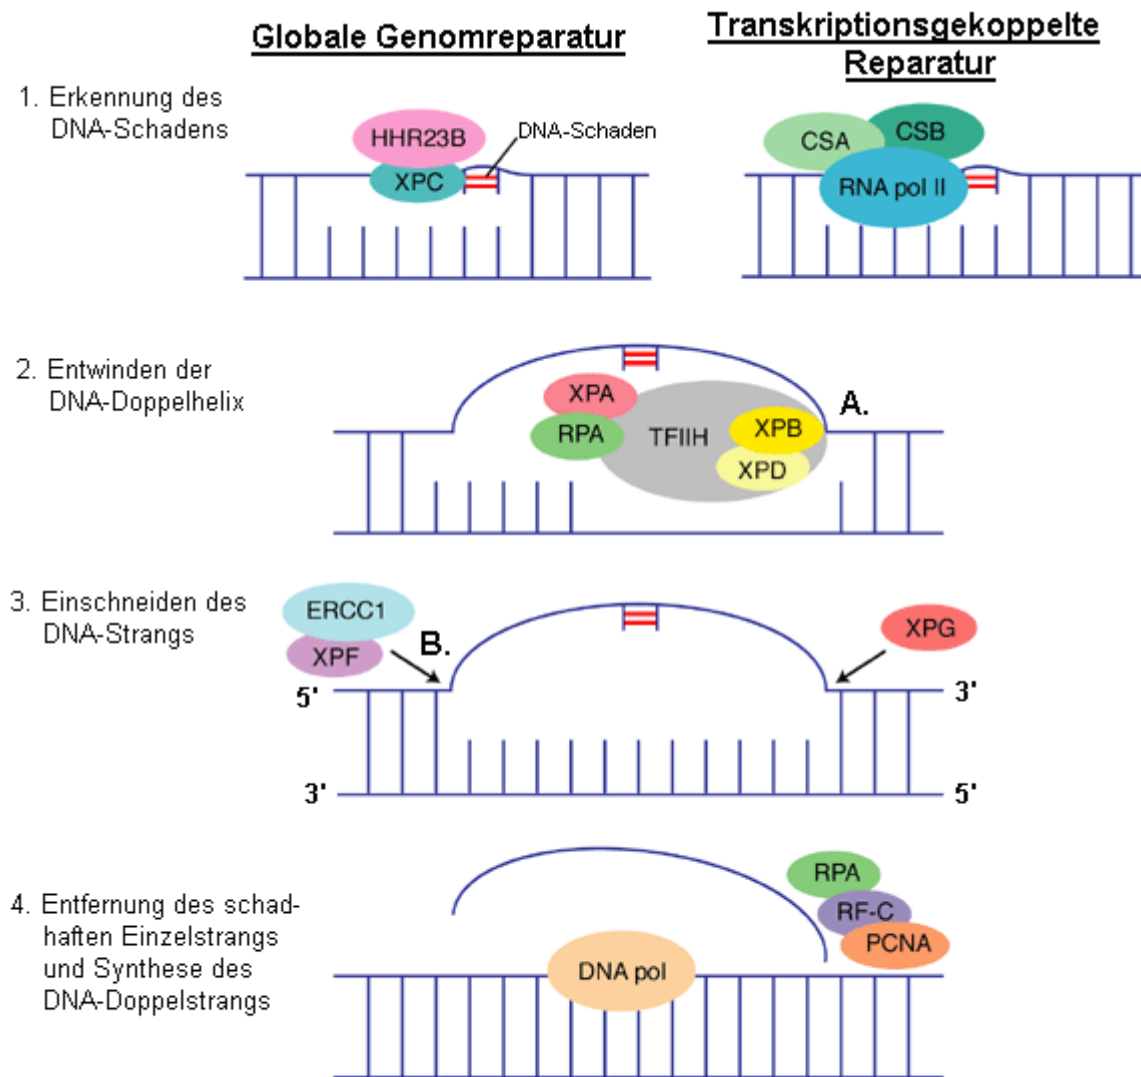 Globale Genomreparatur
Transkriptionsgekoppelte
Reparatur
1. Erkennung des
DNA-Schadens
HHR23B
DNA-Schaden
XPC
CSA
CSB
RNA pol II
2. Entwinden der
DNA-Doppelhelix
XPA
RPA
TFIIH
XPB
XPD
A.
3. Einschneiden des
DNA-Strangs
ERCC1
XPF
B.
XPG
5'
3'
3'
5'
4. Entfernung des schad-
haften Einzelstrangs
und Synthese des
DNA-Doppelstrangs
RPA
RF-C
PCNA
DNA pol